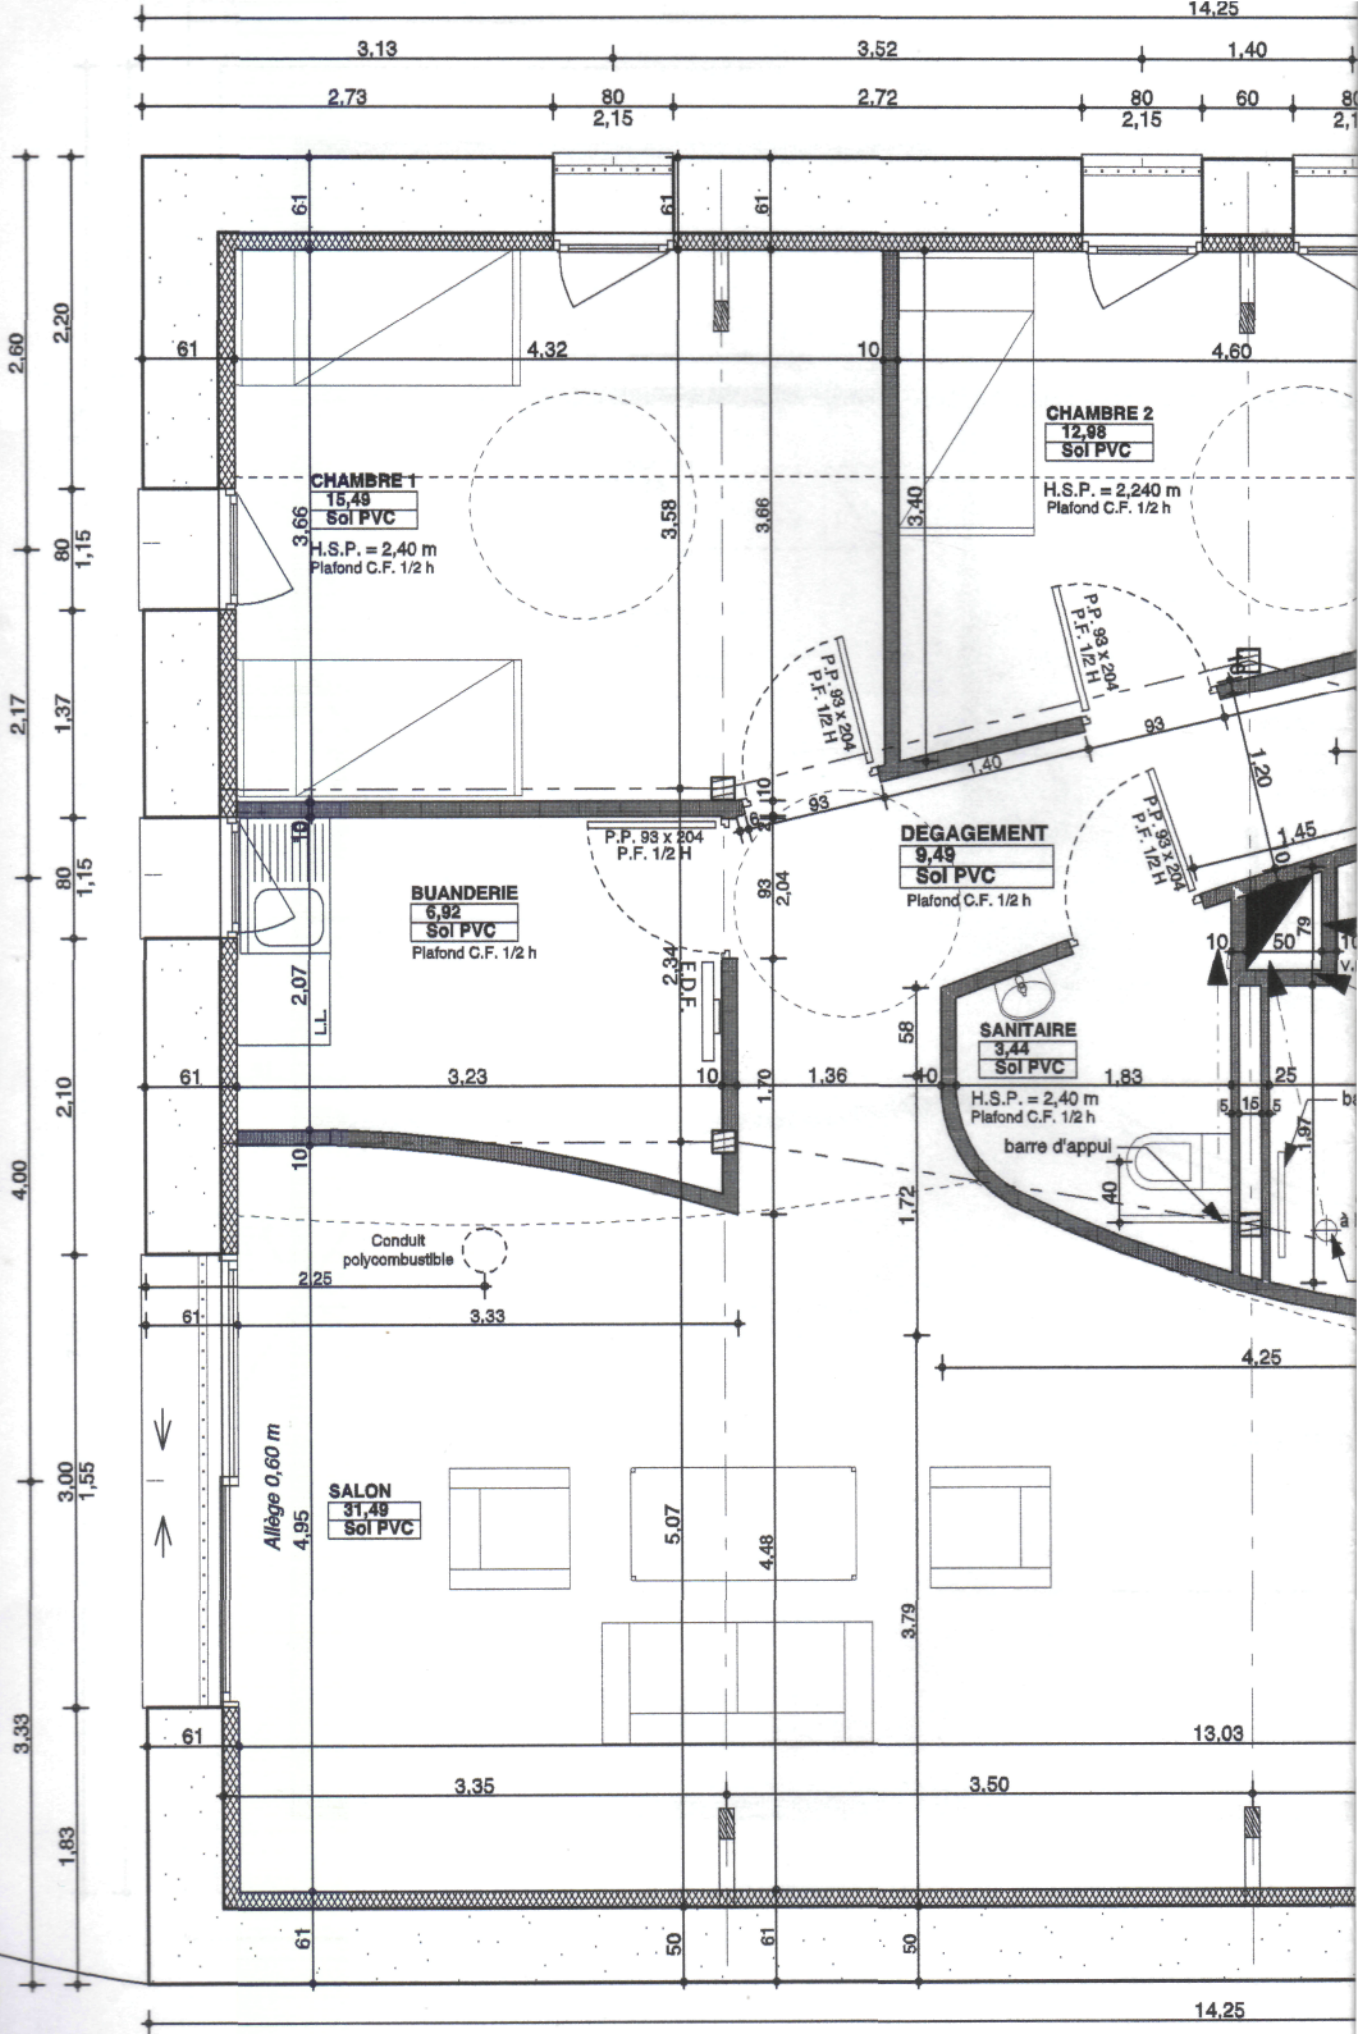 14,25
3,13
3,52
1,40
2,73
80
2,15
2,72
80
2,15
60
61
61
61
2,60
2,20
61
4,32
10
4,60
CHAMBRE 2
12,98
Sol PVC
H.S.P. = 2,240 m
Plafond C.F. 1/2 h
CHAMBRE 1
15,49
Sol PVC
H.S.P. = 2,40 m
Plafond C.F. 1/2 h
3,66
3,58
3,66
3,40
80
1,15
P.P. 93 x 204
P.F. 1/2 H
P.P. 93 x 204
P.F. 1/2 H
2,17
1,37
93
1,40
1,20
10
93
10
P.P. 93 x 204
P.F. 1/2 H
DEGAGEMENT
9,49
Sol PVC
Plafond C.F. 1/2 h
P.P. 93 x 204
P.F. 1/2 H
1,45
80
1,15
BUANDERIE
6,92
Sol PVC
Plafond C.F. 1/2 h
93
2,04
79
10
50
2,07
L.L.
2,34
E.D.F.
58
SANITAIRE
3,44
Sol PVC
H.S.P. = 2,40 m
Plafond C.F. 1/2 h
61
3,23
10
1,70
1,36
1,83
25
5
15
5
2,10
4,00
10
barre d'appui
40
1,97
1,72
Conduit
polycombustible
2,25
61
3,33
4,25
Allège 0,60 m
4,95
SALON
31,49
Sol PVC
3,00
1,55
5,07
4,48
3,79
3,33
61
13,03
3,35
3,50
1,83
61
50
61
50
14,25